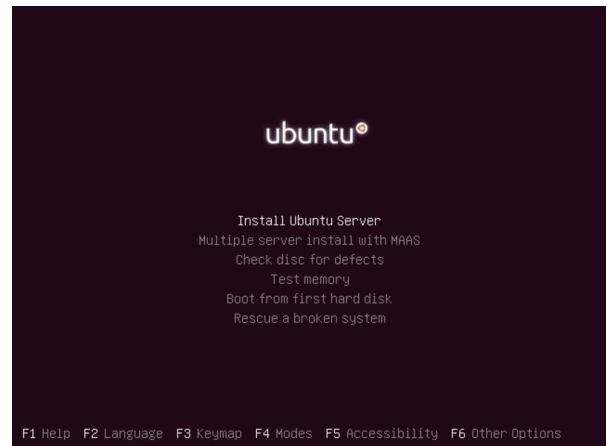 ubuntu
Install Ubuntu Server
Multiple server install with MAAS
Check disc for defects
Test memory
Boot from first hard disk
Rescue a broken system
F1 Help F2 Language F3 Keymap F4 Modes F5 Accessibility F6 Other Options